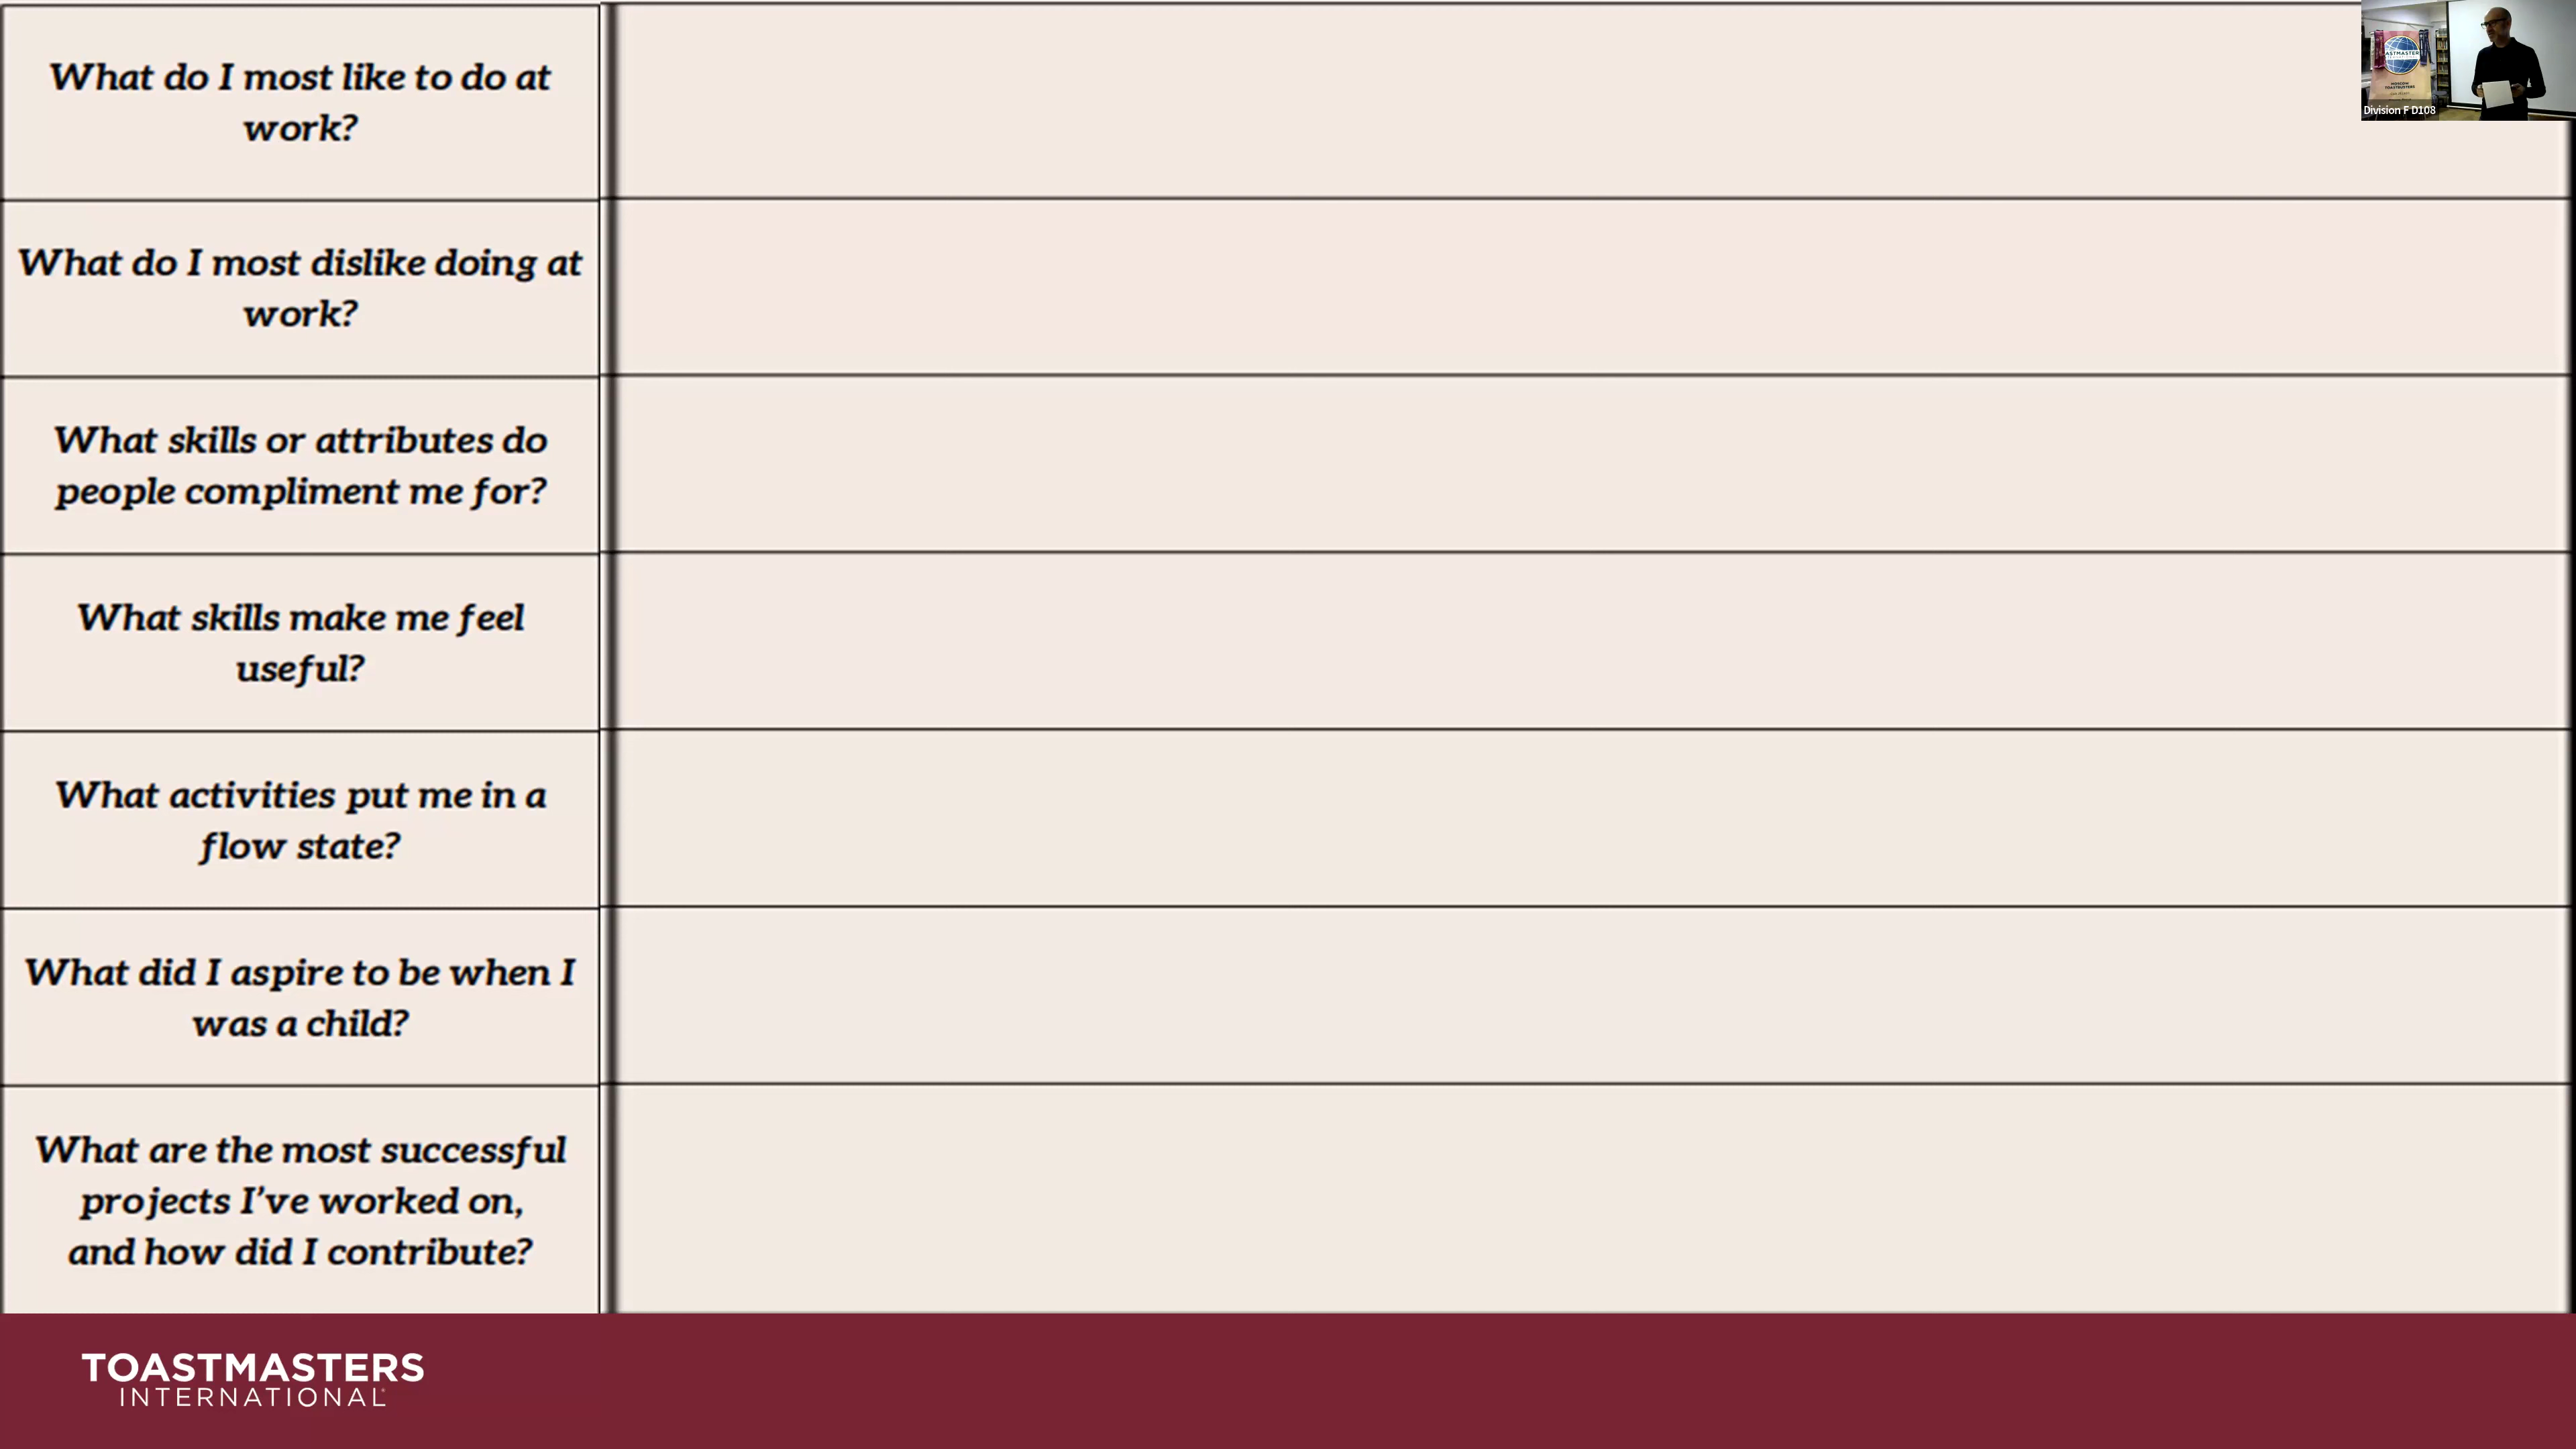 What do I most like to do at
work?
What do I most dislike doing at
work?
What skills or attributes do
people compliment me for?
What skills make me feel
useful?
What activities put me in a
flow state?
What did I aspire to be when I
was a child?
What are the most successful
projects I've worked on,
and how did I contribute?
ASTMASTER
MOSCOW
TOASTBUSTERS
Division F D108
TOASTMASTERS
INTERNATIONAL